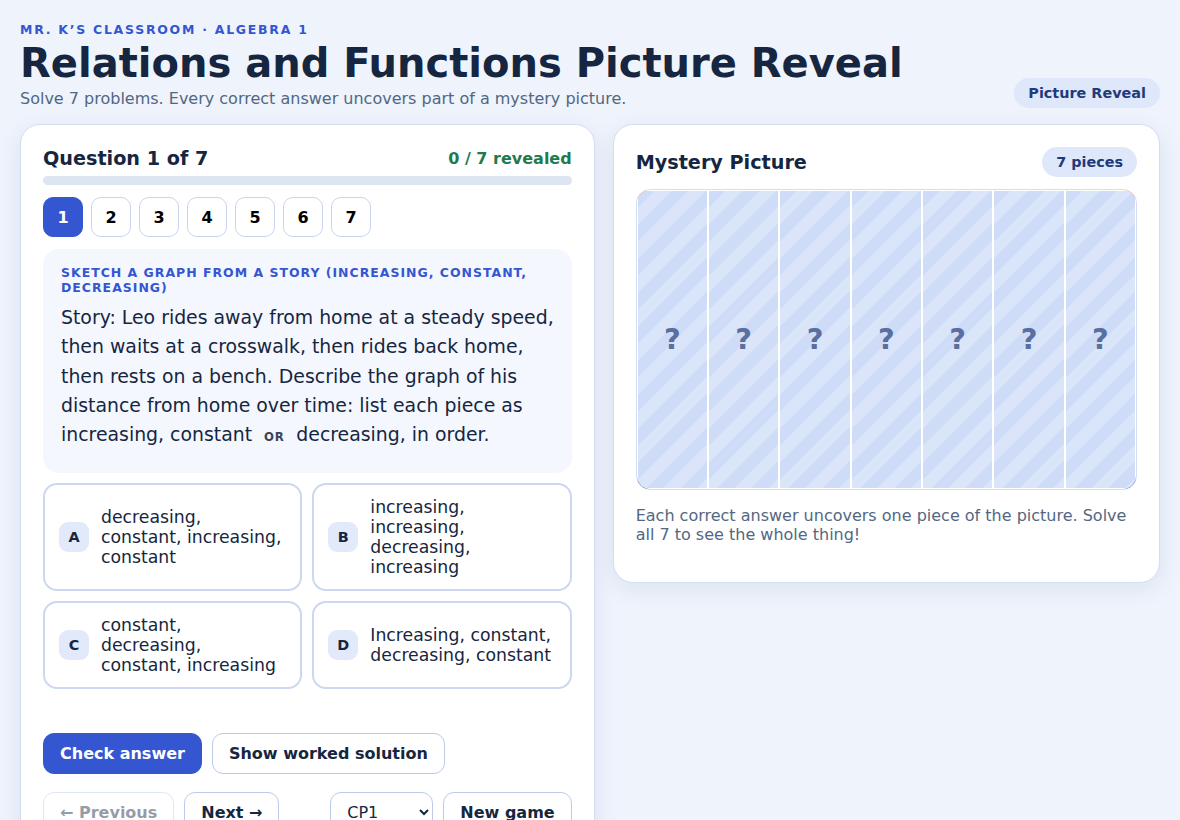 MR. K’S CLASSROOM · ALGEBRA 1
Relations and Functions Picture Reveal
Solve 7 problems. Every correct answer uncovers part of a mystery picture.
Picture Reveal
Question 1 of 7
0 / 7 revealed
1 2 3 4 5 6 7
SKETCH A GRAPH FROM A STORY (INCREASING, CONSTANT,
DECREASING)
Story: Leo rides away from home at a steady speed,
then waits at a crosswalk, then rides back home,
then rests on a bench. Describe the graph of his
distance from home over time: list each piece as
increasing, constant OR decreasing, in order.
A
decreasing,
constant, increasing,
constant
B
increasing,
increasing,
decreasing,
increasing
C
constant,
decreasing,
constant, increasing
D
Increasing, constant,
decreasing, constant
Check answer
Show worked solution
← Previous
Next →
CP1
New game
Mystery Picture
7 pieces
? ? ? ? ? ? ?
Each correct answer uncovers one piece of the picture. Solve
all 7 to see the whole thing!